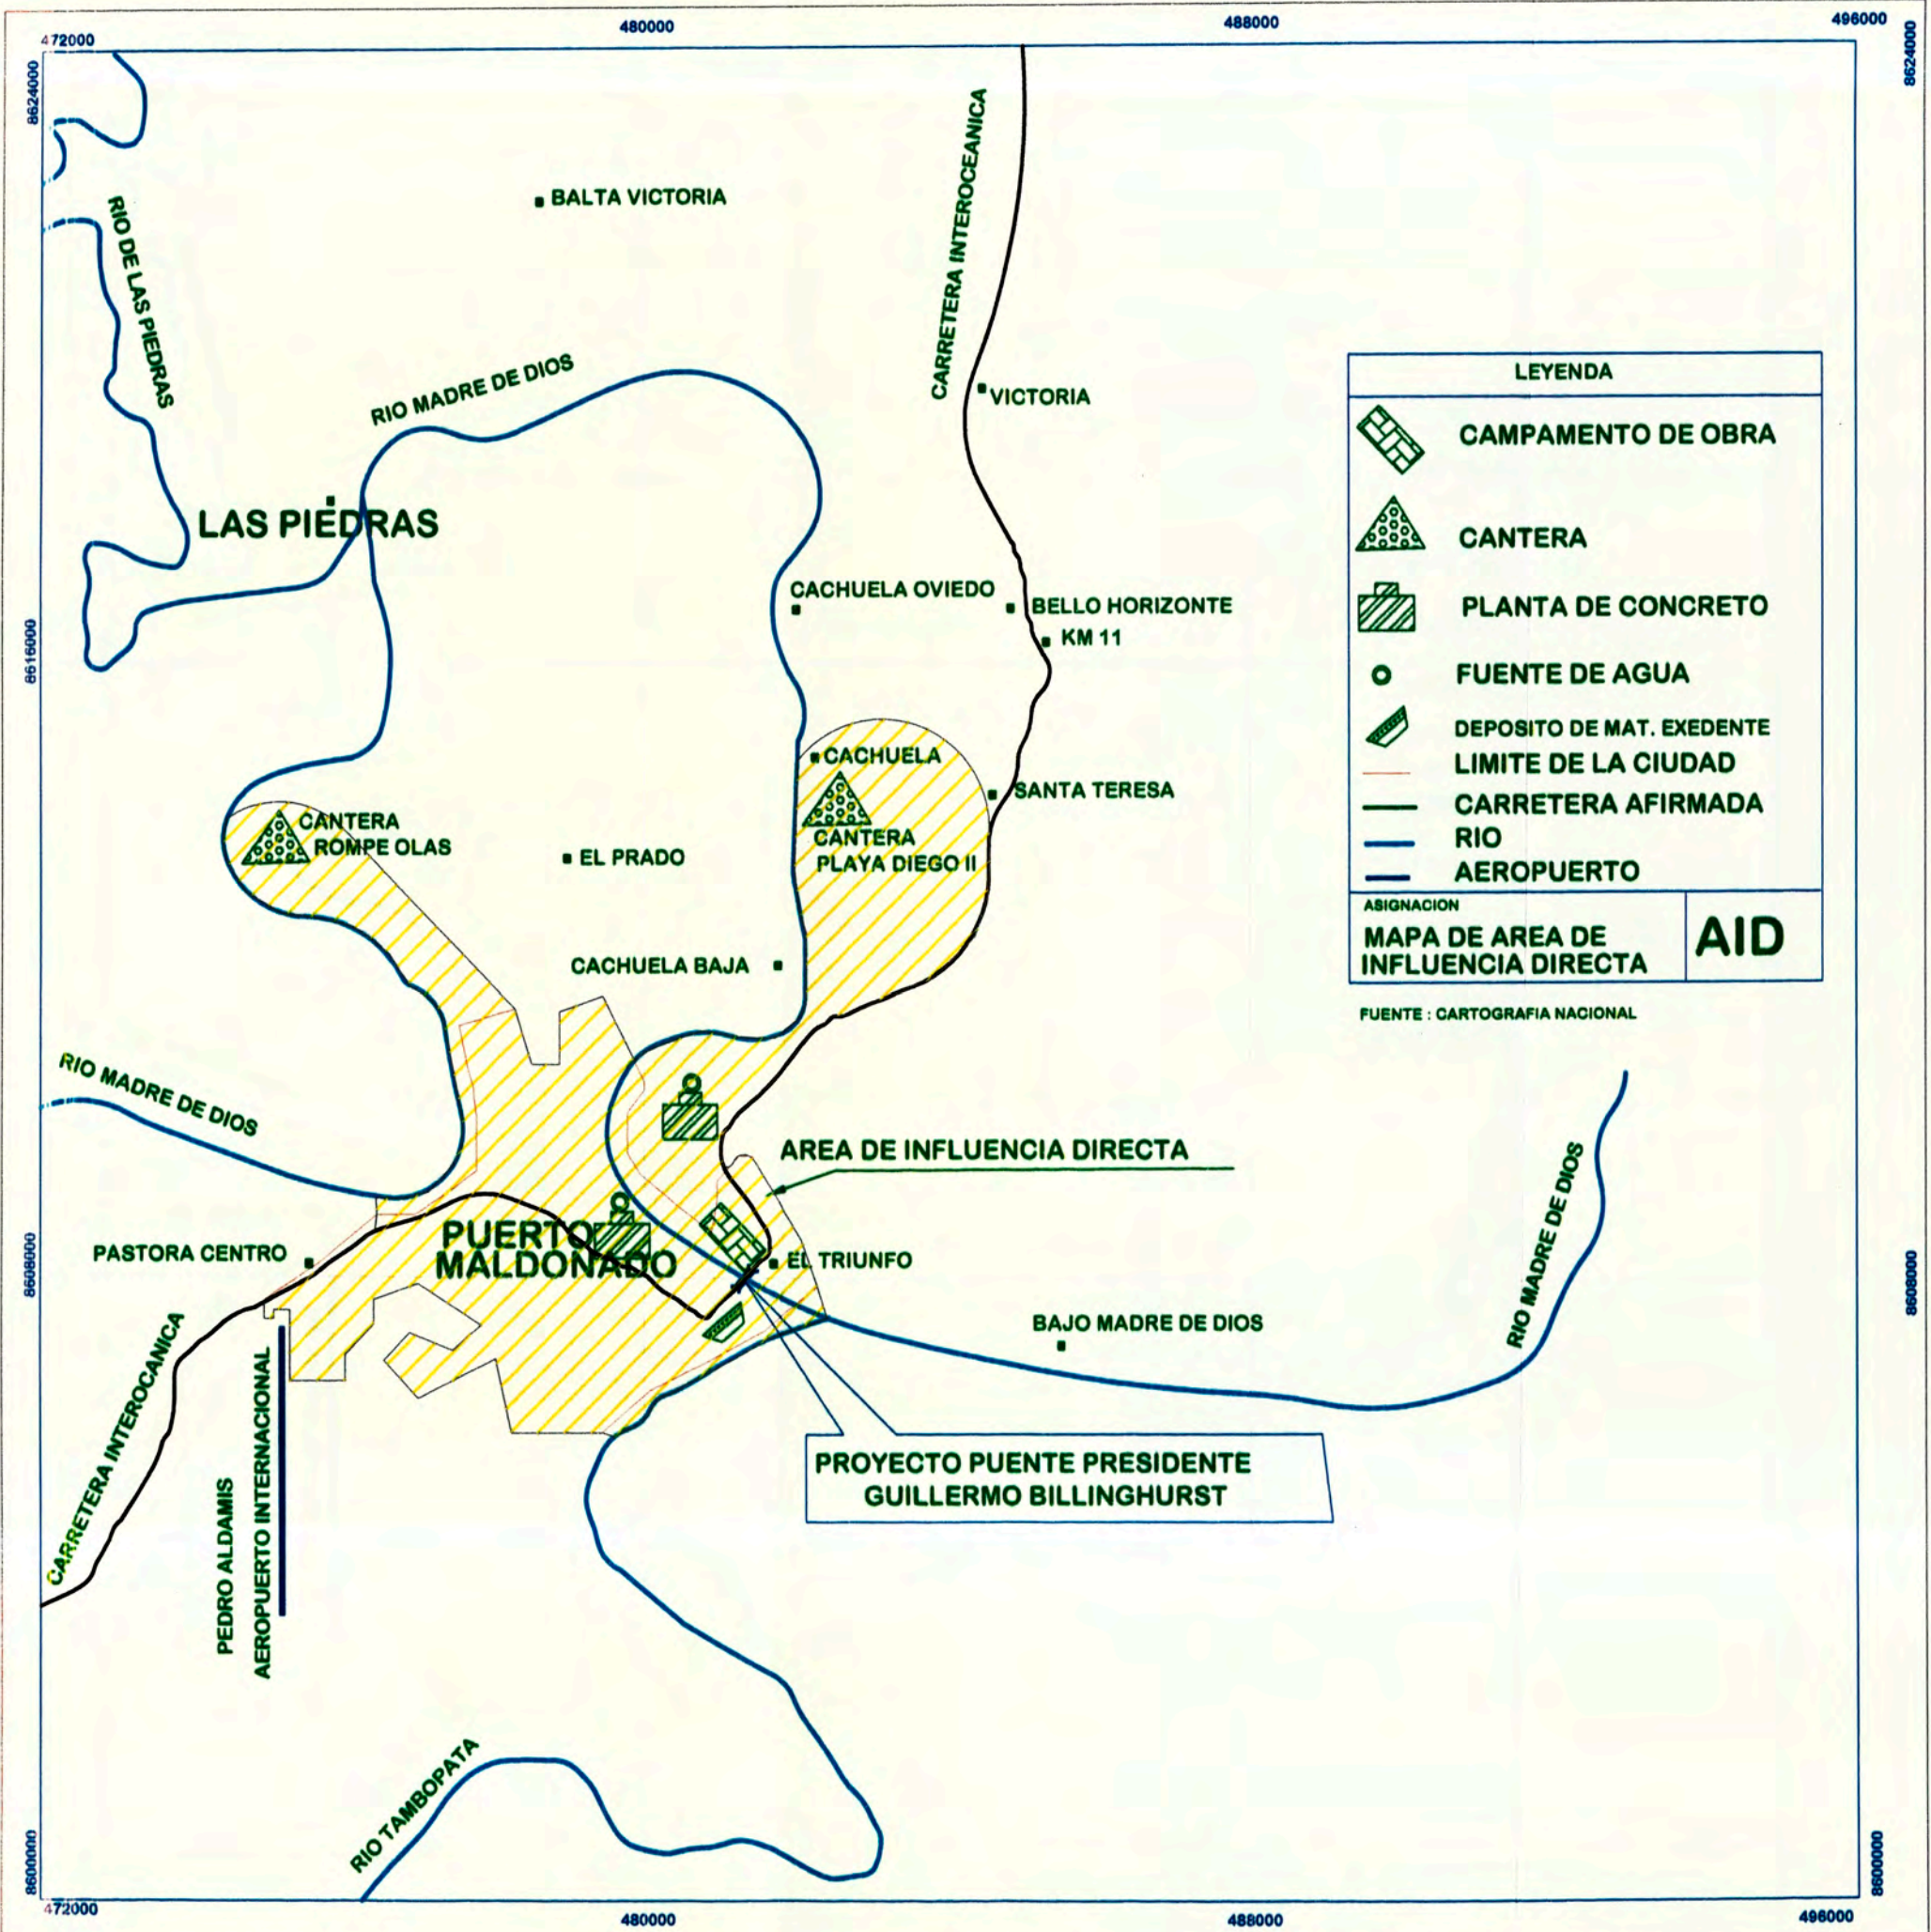 472000
480000
488000
496000
8624000
8624000
BALTA VICTORIA
CARRETERA INTEROCEANICA
RIO DE LAS PIEDRAS
RIO MADRE DE DIOS
VICTORIA
LAS PIEDRAS
CACHUELA OVIEDO
BELLO HORIZONTE
KM 11
8616000
CACHUELA
SANTA TERESA
CANTERA
ROMPE OLAS
CANTERA
PLAYA DIEGO II
EL PRADO
CACHUELA BAJA
LEYENDA
CAMPAMENTO DE OBRA
CANTERA
PLANTA DE CONCRETO
FUENTE DE AGUA
DEPOSITO DE MAT. EXEDENTE
LIMITE DE LA CIUDAD
CARRETERA AFIRMADA
RIO
AEROPUERTO
ASIGNACION
MAPA DE AREA DE
INFLUENCIA DIRECTA
AID
FUENTE : CARTOGRAFIA NACIONAL
RIO MADRE DE DIOS
AREA DE INFLUENCIA DIRECTA
RIO MADRE DE DIOS
PUERTO
MALDONADO
PASTORA CENTRO
EL TRIUNFO
8608000
8608000
BAJO MADRE DE DIOS
CARRETERA INTEROCANICA
PEDRO ALDAMIS
AEROPUERTO INTERNACIONAL
PROYECTO PUENTE PRESIDENTE
GUILLERMO BILLINGHURST
RIO TAMBOPATA
8600000
8600000
472000
480000
488000
496000